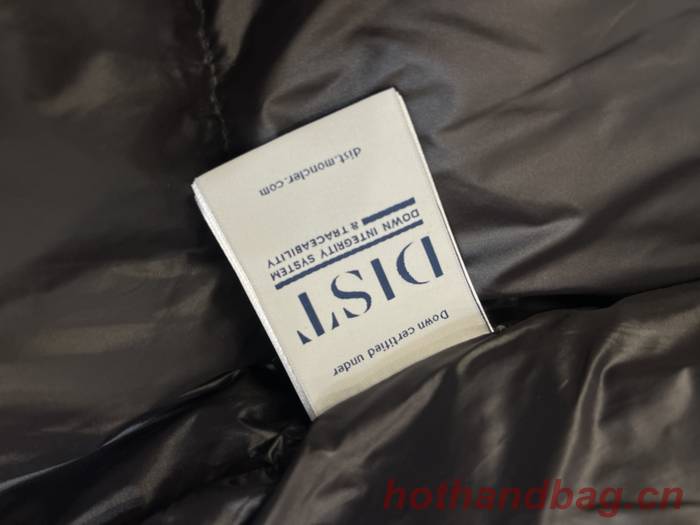 Down certified under
DIST
DOWN INTEGRITY SYSTEM
& TRACEABILITY
dist.moncler.com
hothandbag.cn